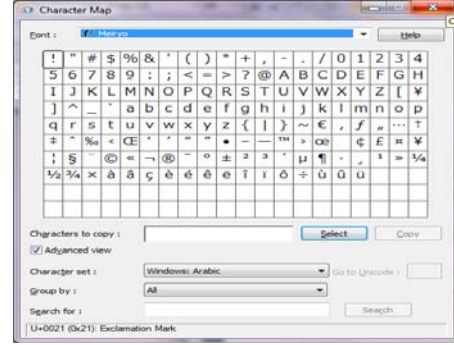 Character Map
Font :
Meiryo
Help
! " # $ % & ' ( ) * + , - . / 0 1 2 3 4
5 6 7 8 9 : ; < = > ? @ A B C D E F G H
I J K L M N O P Q R S T U V W X Y Z [ ¥
] ^ _ ` a b c d e f g h i j k l m n o p
q r s t u v w x y z { | } ~ € ‚ ƒ „ … †
‡ ˆ ‰ ‹ Œ ‘ ’ “ ” • – — ™ › œ ¢ £ ¤ ¥
¦ § ¨ © « ¬ ® ¯ ° ± ² ³ ´ µ ¶ · ¸ ¹ » ¼
½ ¾ × à â ç è é ê ë î ï ô ÷ ù û ü
Characters to copy :
Select
Copy
Advanced view
Character set :
Windows: Arabic
Go to Unicode :
Group by :
All
Search for :
Search
U+0021 (0x21): Exclamation Mark